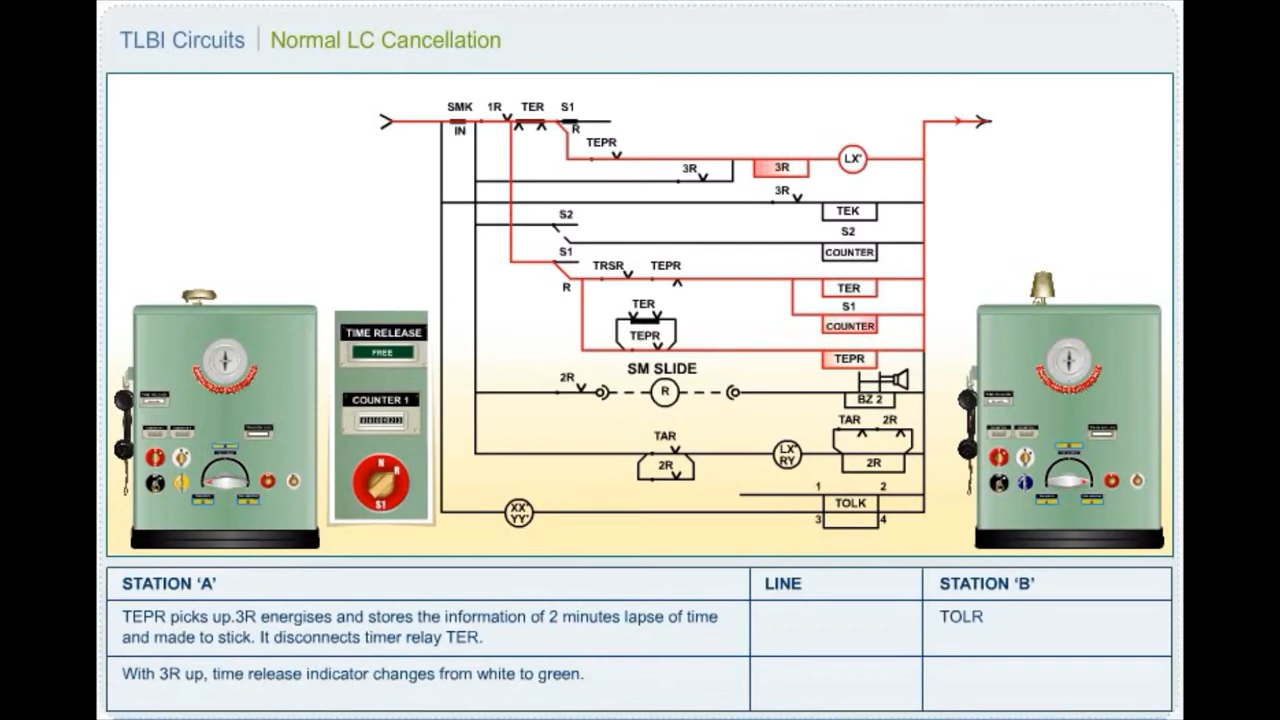 TLBI Circuits | Normal LC Cancellation
SMK 1R TER S1
IN R
TEPR
3R 3R LX'
3R
TEK
S2 S2
COUNTER
S1
TRSR TEPR
R TER
TER S1
COUNTER
TEPR
TEPR
SM SLIDE
2R R
BZ 2
TAR 2R
TAR
LX'
RY
2R 2R
1 2
TOLK
3 4
XX'
YY'
TIME RELEASE
FREE
COUNTER 1
N
R
S1
STATION ‘A’ LINE STATION ‘B’
TEPR picks up.3R energises and stores the information of 2 minutes lapse of time
and made to stick. It disconnects timer relay TER.
TOLR
With 3R up, time release indicator changes from white to green.